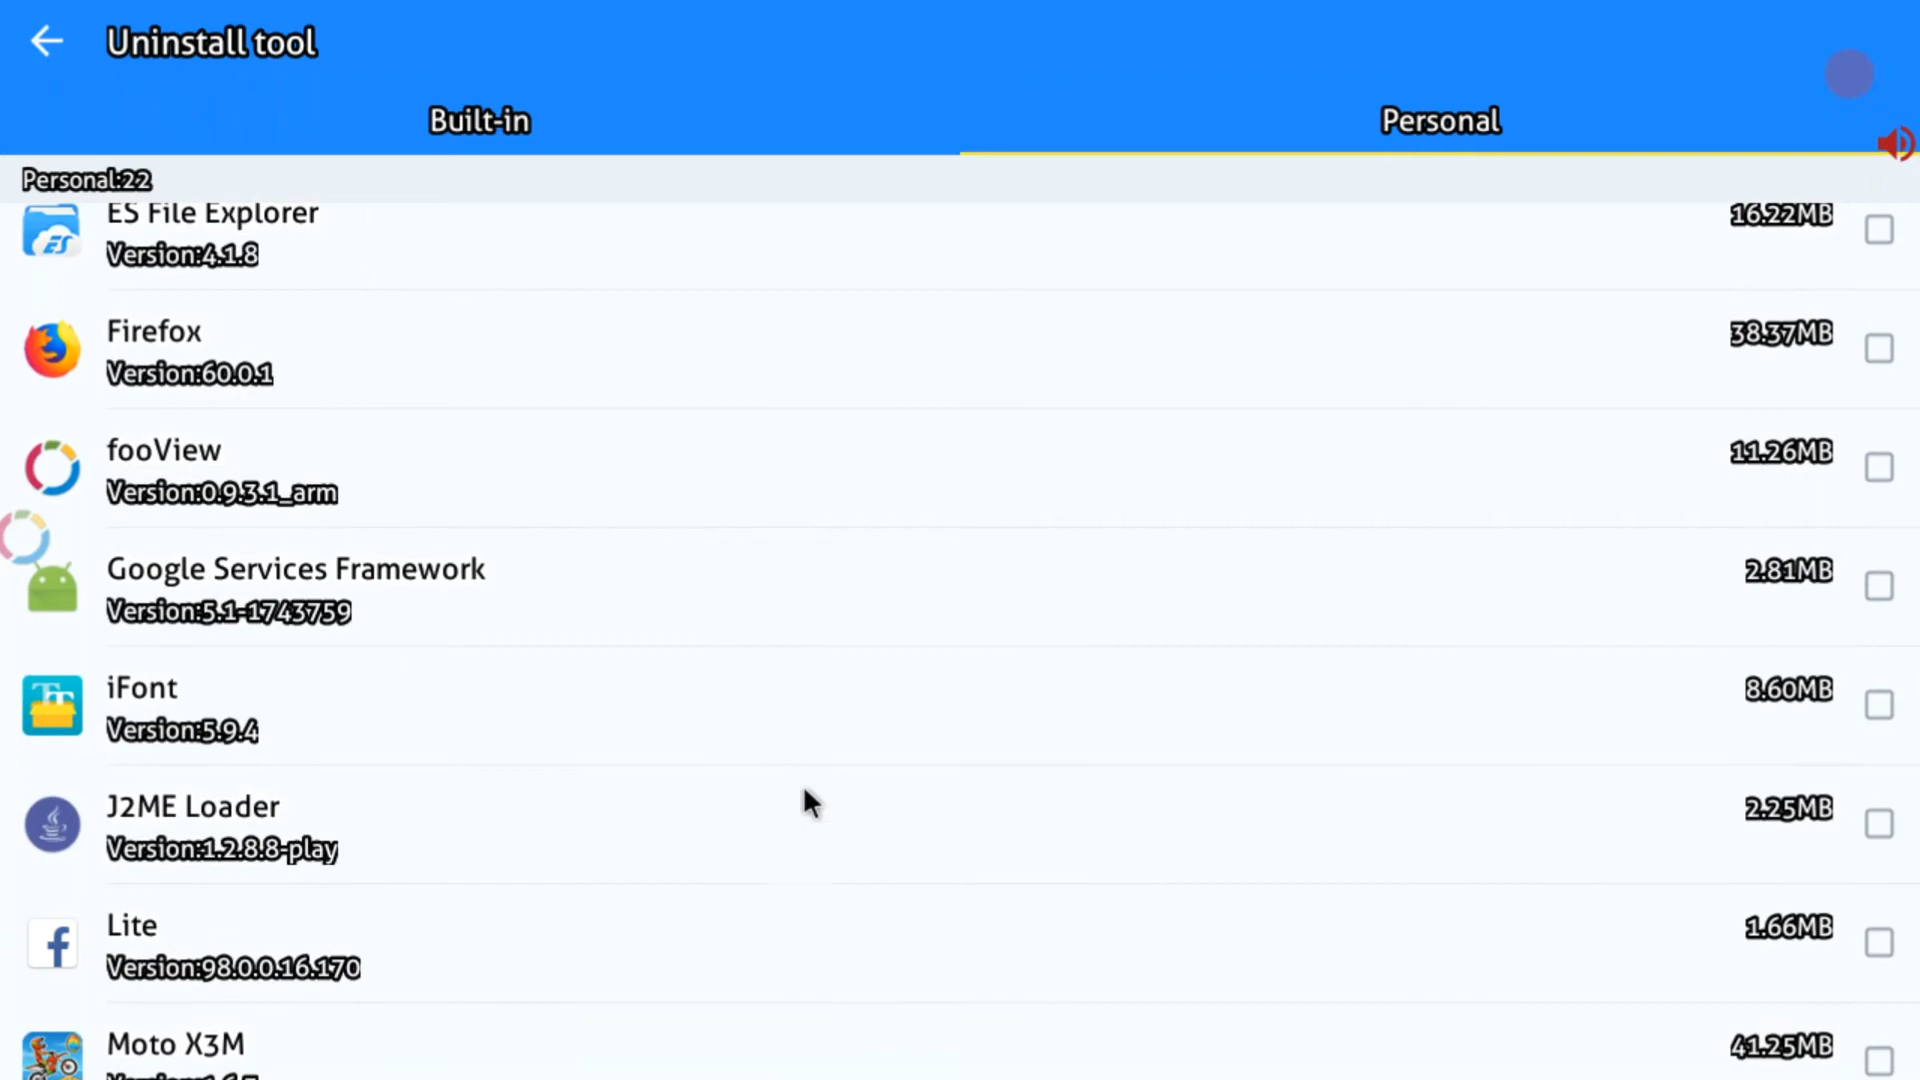 Uninstall tool
Built-in
Personal
Personal:22
ES File Explorer
16.22MB
Version:4.1.8
Firefox
38.37MB
Version:60.0.1
fooView
11.26MB
Version:0.9.3.1_arm
Google Services Framework
2.81MB
Version:5.1-1743759
iFont
8.60MB
Version:5.9.4
J2ME Loader
2.25MB
Version:1.2.8.8-play
Lite
1.66MB
Version:98.0.0.16.170
Moto X3M
41.25MB